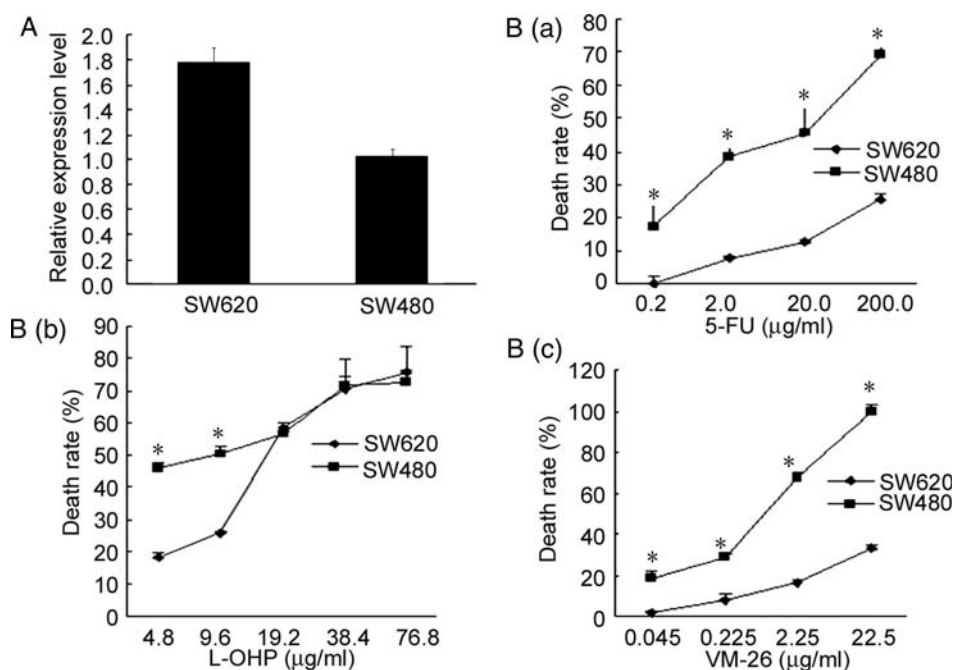 A
Relative expression level
2.0
1.8
1.6
1.4
1.2
1.0
0.8
0.6
0.4
0.2
0.0
SW620 SW480
B (a)
Death rate (%)
80
70
60
50
40
30
20
10
0
* * * *
SW620
SW480
0.2 2.0 20.0 200.0
5-FU (μg/ml)
B (b)
Death rate (%)
90
80
70
60
50
40
30
20
10
0
* *
SW620
SW480
4.8 9.6 19.2 38.4 76.8
L-OHP (μg/ml)
B (c)
Death rate (%)
120
100
80
60
40
20
0
* * * *
SW620
SW480
0.045 0.225 2.25 22.5
VM-26 (μg/ml)